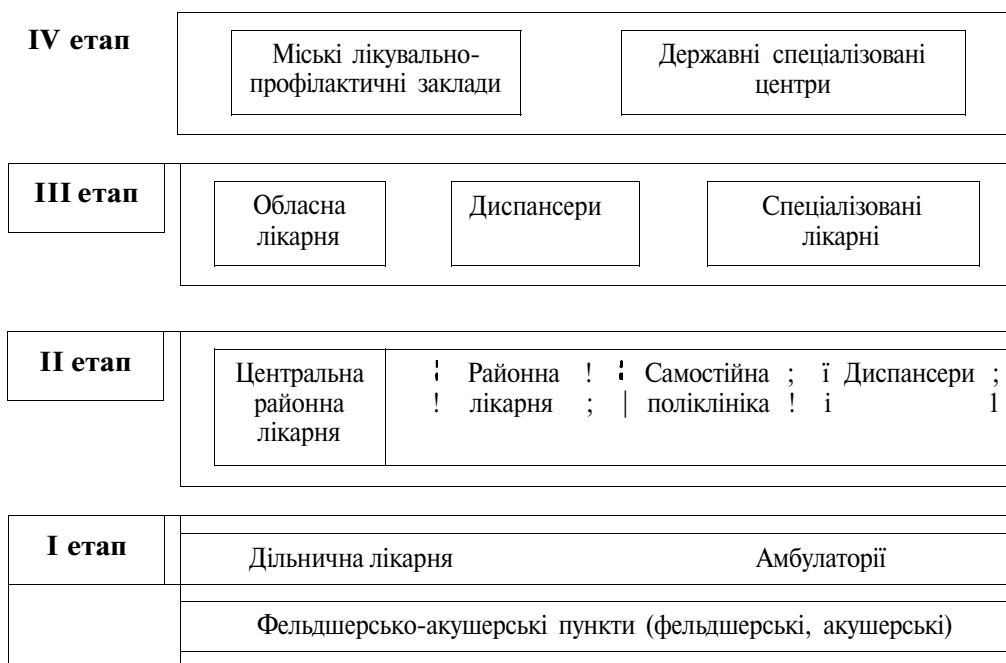 IV етап
Міські лікувально-
профілактичні заклади
Державні спеціалізовані
центри
III етап
Обласна
лікарня
Диспансери
Спеціалізовані
лікарні
II етап
Центральна
районна
лікарня
¦ Районна !
! лікарня ;
¦ Самостійна ;
| поліклініка !
ї Диспансери ;
і l
I етап
Дільнична лікарня
Амбулаторії
Фельдшерсько-акушерські пункти (фельдшерські, акушерські)